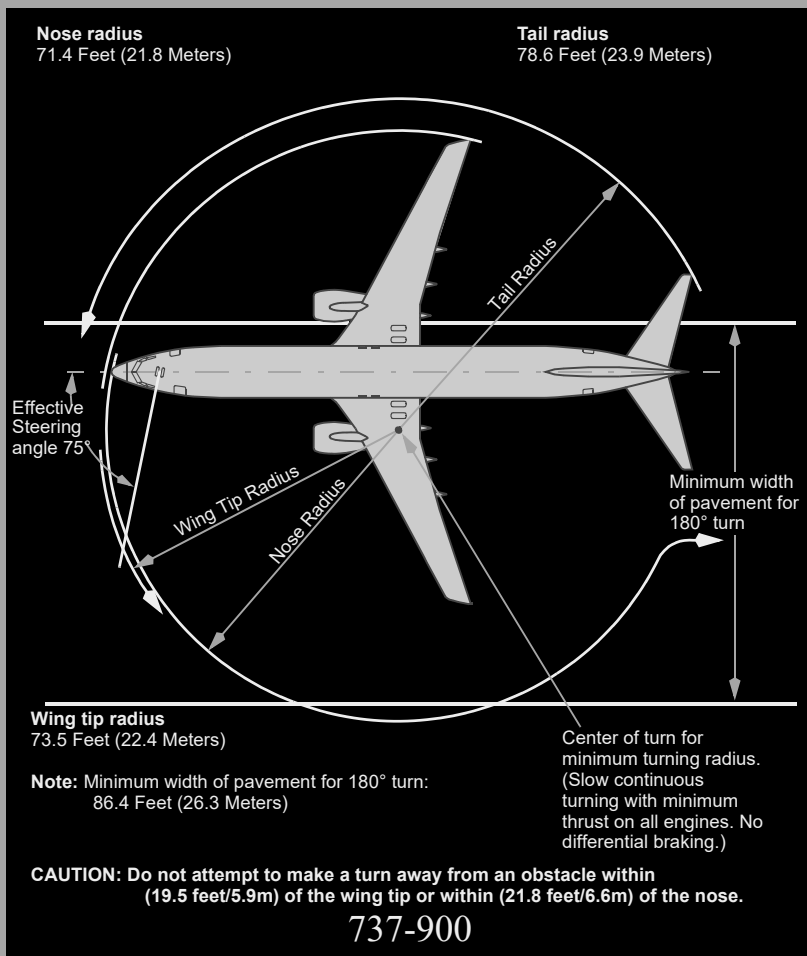 Nose radius
71.4 Feet (21.8 Meters)
Tail radius
78.6 Feet (23.9 Meters)
Tail Radius
Effective
Steering
angle 75°
Wing Tip Radius
Nose Radius
Minimum width
of pavement for
180° turn
Wing tip radius
73.5 Feet (22.4 Meters)
Note: Minimum width of pavement for 180° turn:
86.4 Feet (26.3 Meters)
Center of turn for
minimum turning radius.
(Slow continuous
turning with minimum
thrust on all engines. No
differential braking.)
CAUTION: Do not attempt to make a turn away from an obstacle within
(19.5 feet/5.9m) of the wing tip or within (21.8 feet/6.6m) of the nose.
737-900